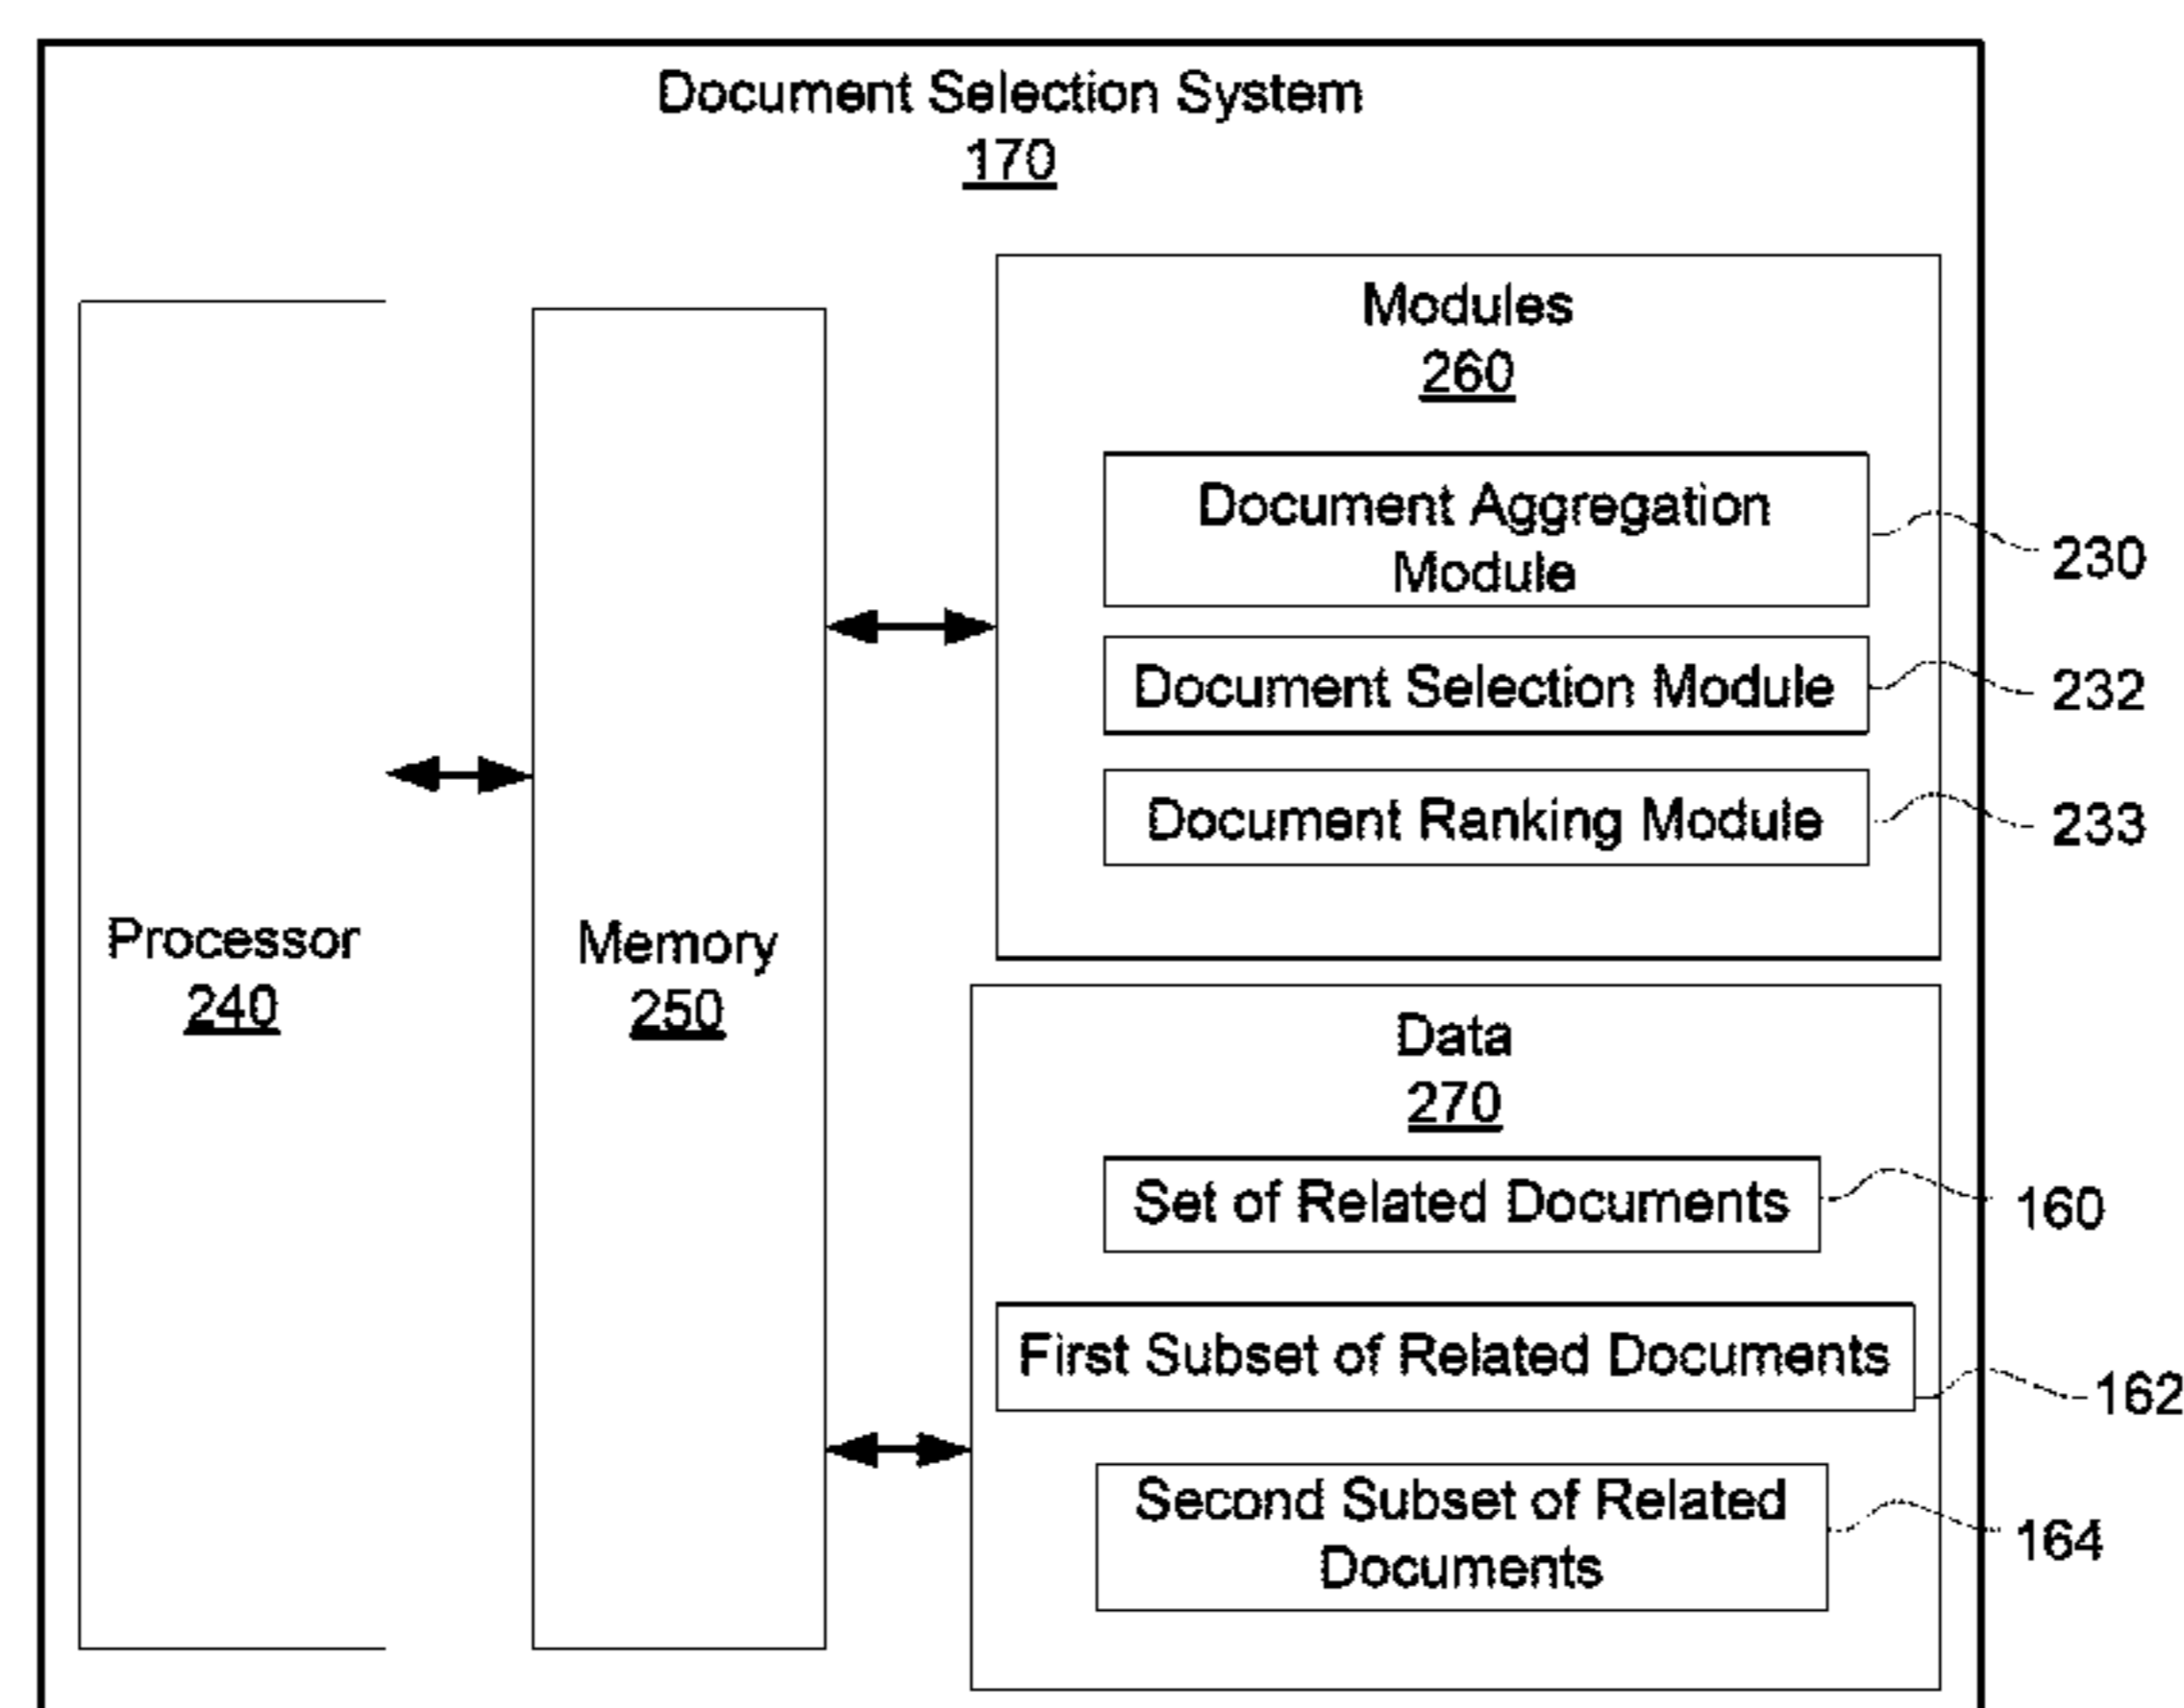 Document Selection System
170
Processor
240
Memory
250
Modules
260
Document Aggregation
Module
230
Document Selection Module
232
Document Ranking Module
233
Data
270
Set of Related Documents
160
First Subset of Related Documents
162
Second Subset of Related
Documents
164